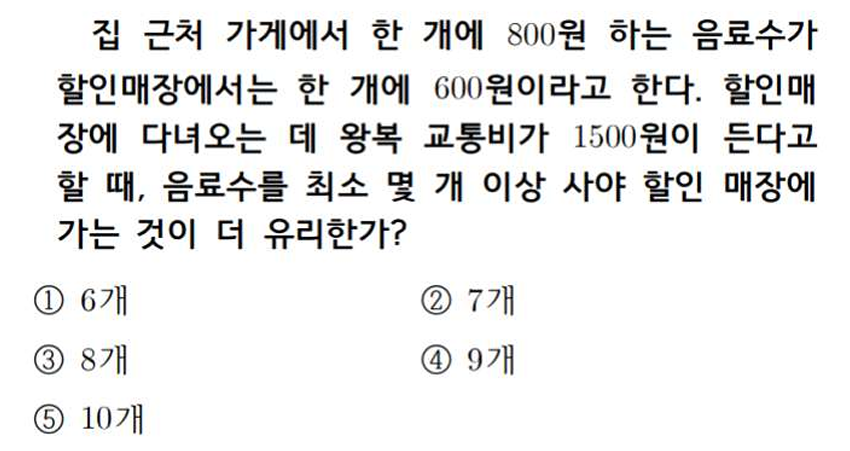 집 근처 가게에서 한 개에 800원 하는 음료수가
할인매장에서는 한 개에 600원이라고 한다. 할인매
장에 다녀오는 데 왕복 교통비가 1500원이 든다고
할 때, 음료수를 최소 몇 개 이상 사야 할인 매장에
가는 것이 더 유리한가?
① 6개 ② 7개
③ 8개 ④ 9개
⑤ 10개